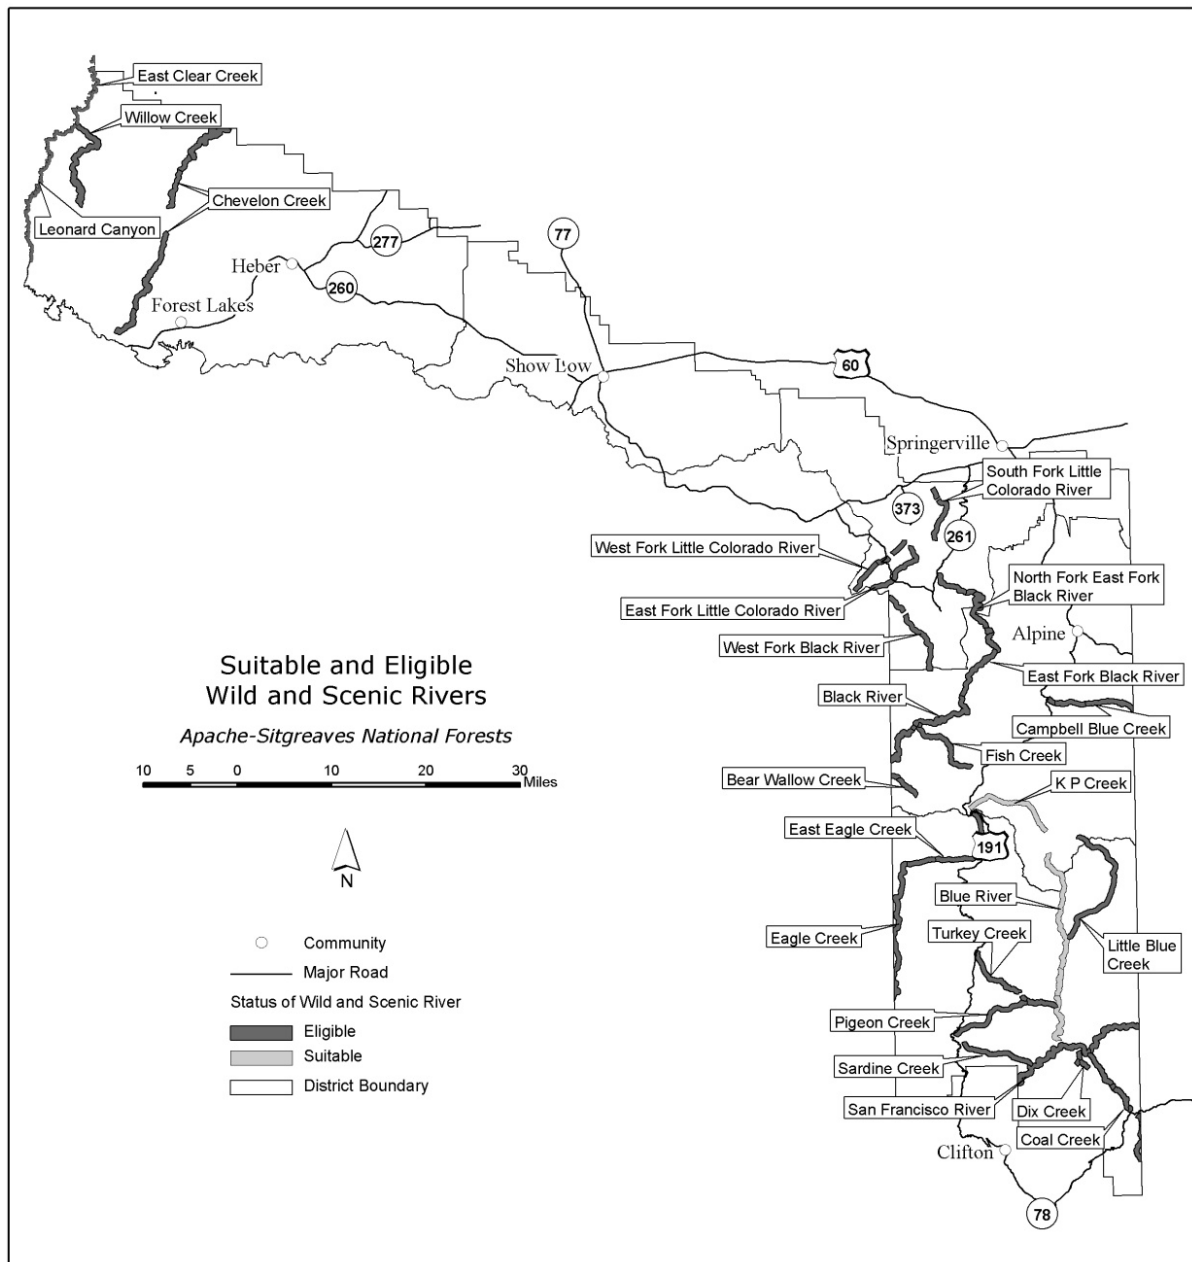 East Clear Creek
Willow Creek
Chevelon Creek
Leonard Canyon
277
77
Heber
260
Forest Lakes
Show Low
60
Springerville
South Fork Little
Colorado River
373
261
West Fork Little Colorado River
North Fork East Fork
Black River
East Fork Little Colorado River
Alpine
West Fork Black River
East Fork Black River
Suitable and Eligible
Wild and Scenic Rivers
Apache-Sitgreaves National Forests
10 5 0 10 20 30
Miles
Black River
Campbell Blue Creek
Fish Creek
Bear Wallow Creek
K P Creek
East Eagle Creek
191
N
Blue River
Eagle Creek
Turkey Creek
Little Blue
Creek
Community
Major Road
Status of Wild and Scenic River
Eligible
Suitable
District Boundary
Pigeon Creek
Sardine Creek
San Francisco River
Dix Creek
Coal Creek
Clifton
78